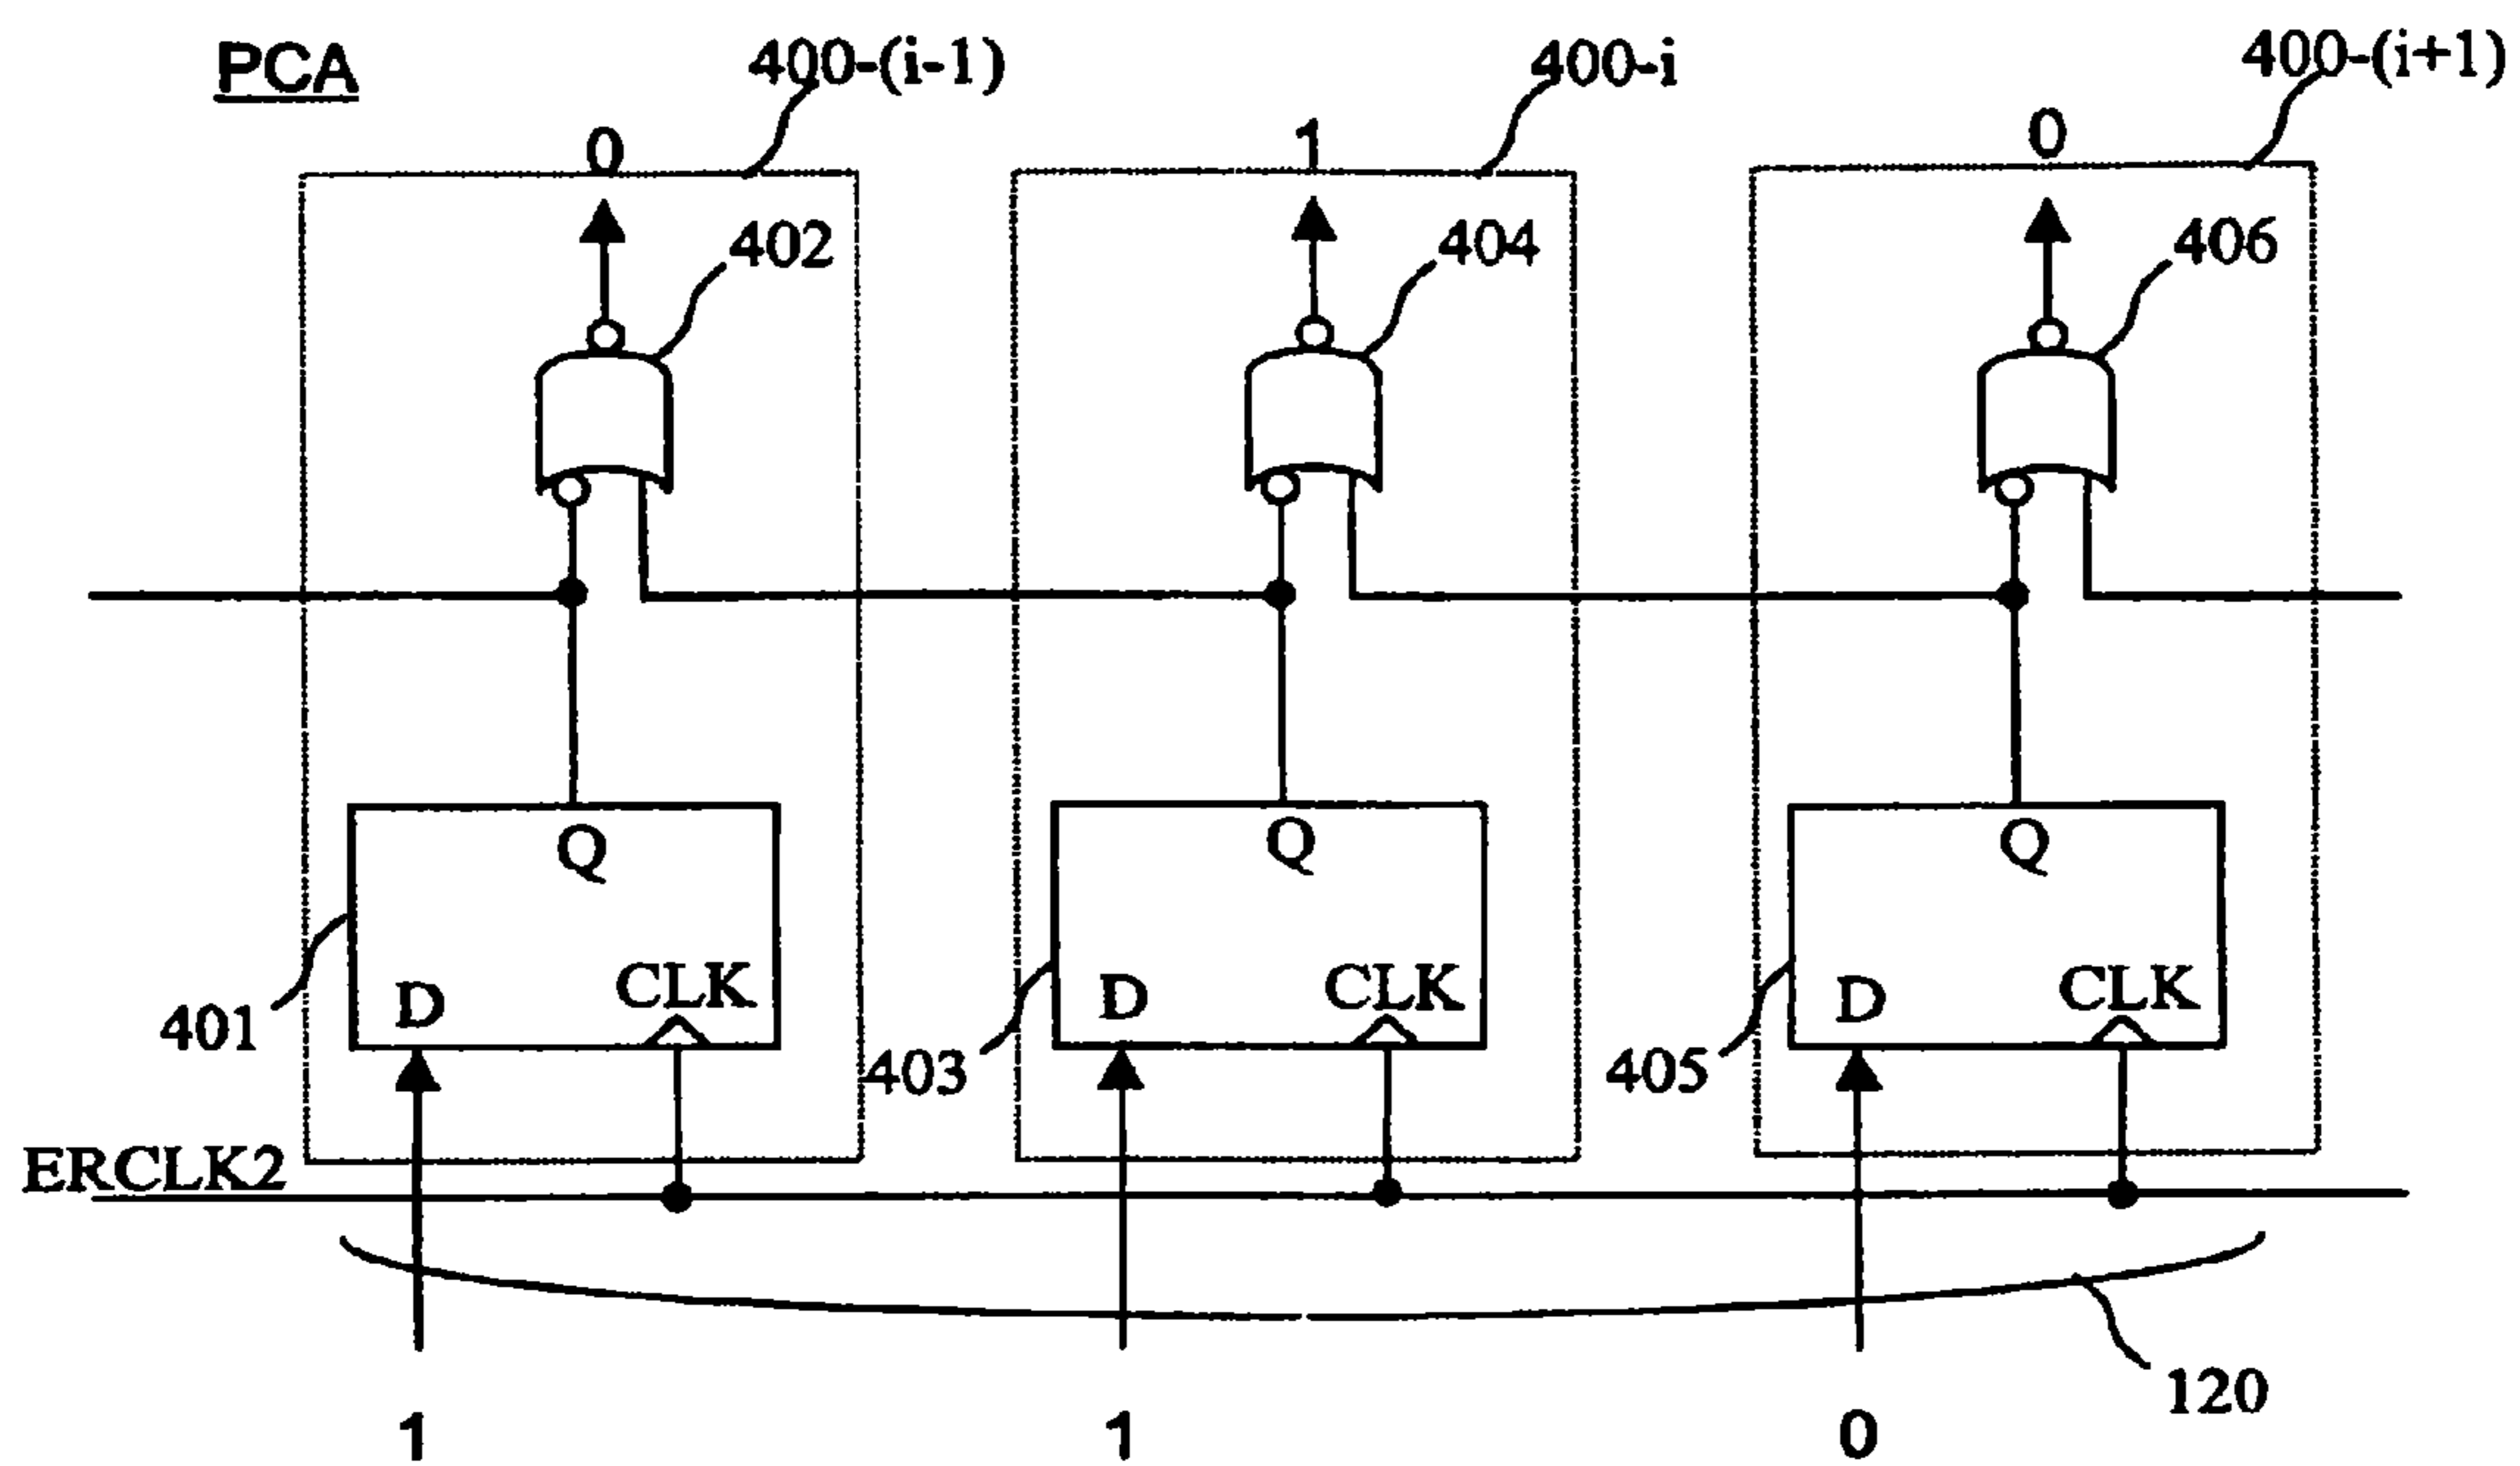 PCA
400-(i-1)
400-i
400-(i+1)
0
1
0
402
404
406
Q
Q
Q
D
CLK
D
CLK
D
CLK
401
403
405
ERCLK2
120
1
1
0